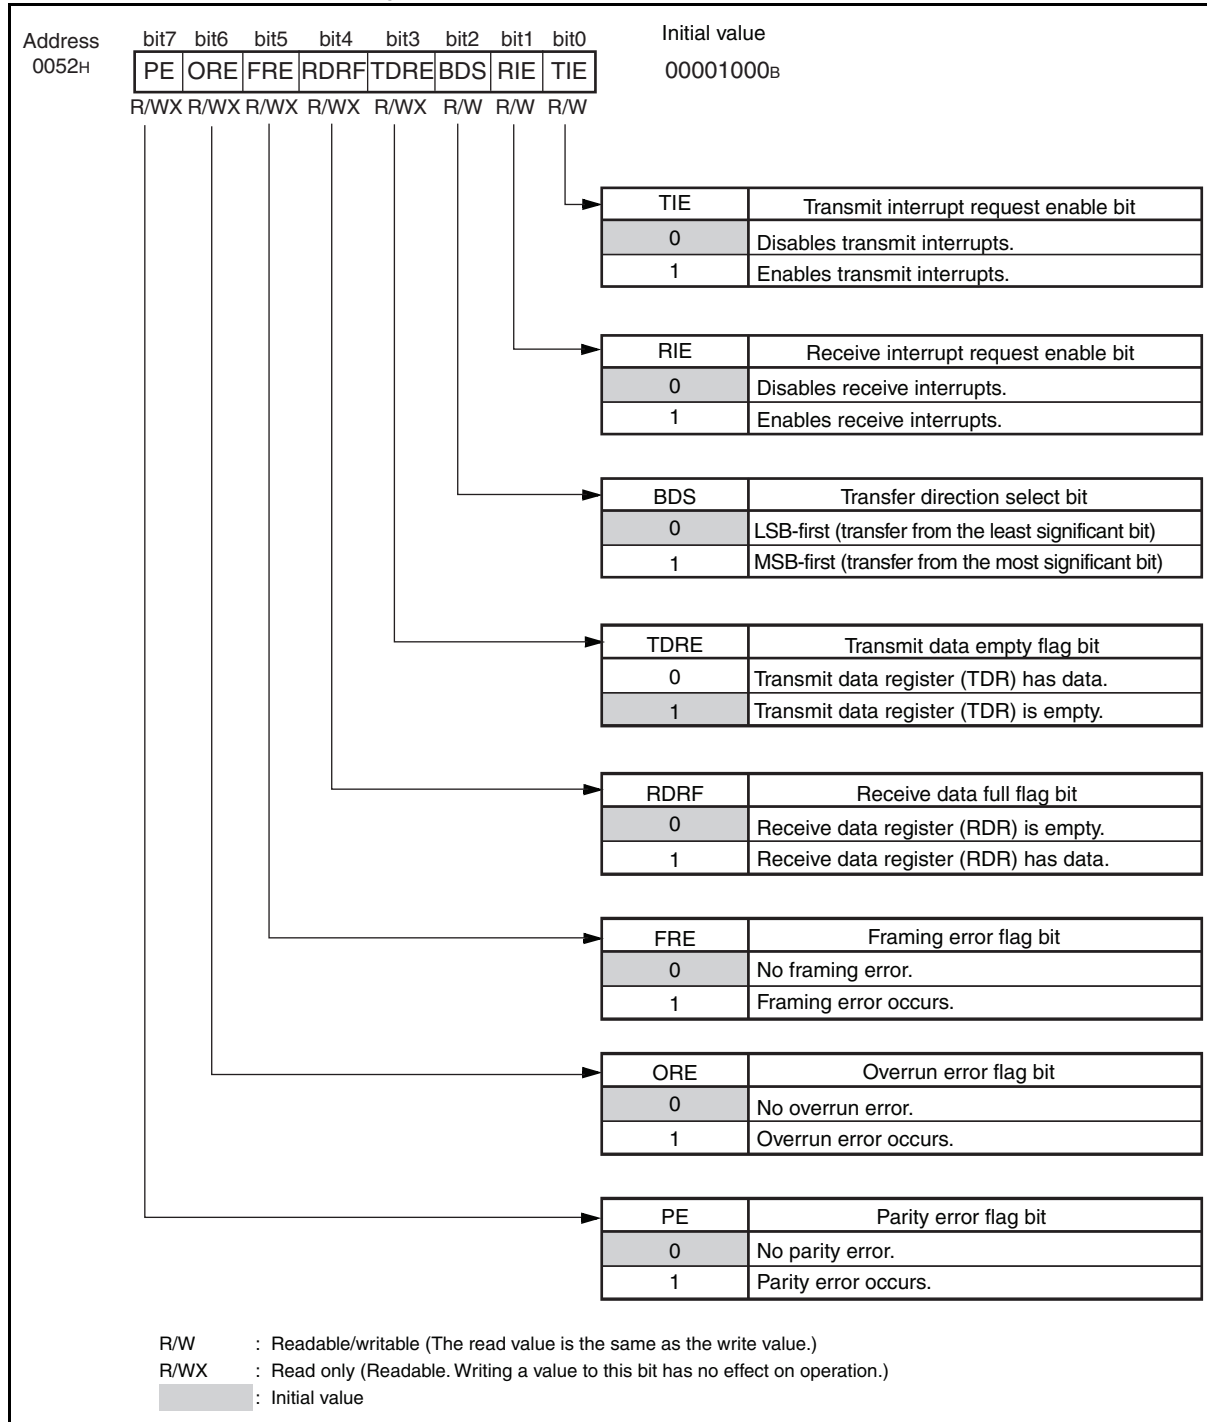 Address bit7 bit6 bit5 bit4 bit3 bit2 bit1 bit0 Initial value
0052H PE ORE FRE RDRF TDRE BDS RIE TIE 00001000B
R/WX R/WX R/WX R/WX R/WX R/W R/W R/W
TIE Transmit interrupt request enable bit
0 Disables transmit interrupts.
1 Enables transmit interrupts.
RIE Receive interrupt request enable bit
0 Disables receive interrupts.
1 Enables receive interrupts.
BDS Transfer direction select bit
0 LSB-first (transfer from the least significant bit)
1 MSB-first (transfer from the most significant bit)
TDRE Transmit data empty flag bit
0 Transmit data register (TDR) has data.
1 Transmit data register (TDR) is empty.
RDRF Receive data full flag bit
0 Receive data register (RDR) is empty.
1 Receive data register (RDR) has data.
FRE Framing error flag bit
0 No framing error.
1 Framing error occurs.
ORE Overrun error flag bit
0 No overrun error.
1 Overrun error occurs.
PE Parity error flag bit
0 No parity error.
1 Parity error occurs.
R/W : Readable/writable (The read value is the same as the write value.)
R/WX : Read only (Readable. Writing a value to this bit has no effect on operation.)
: Initial value